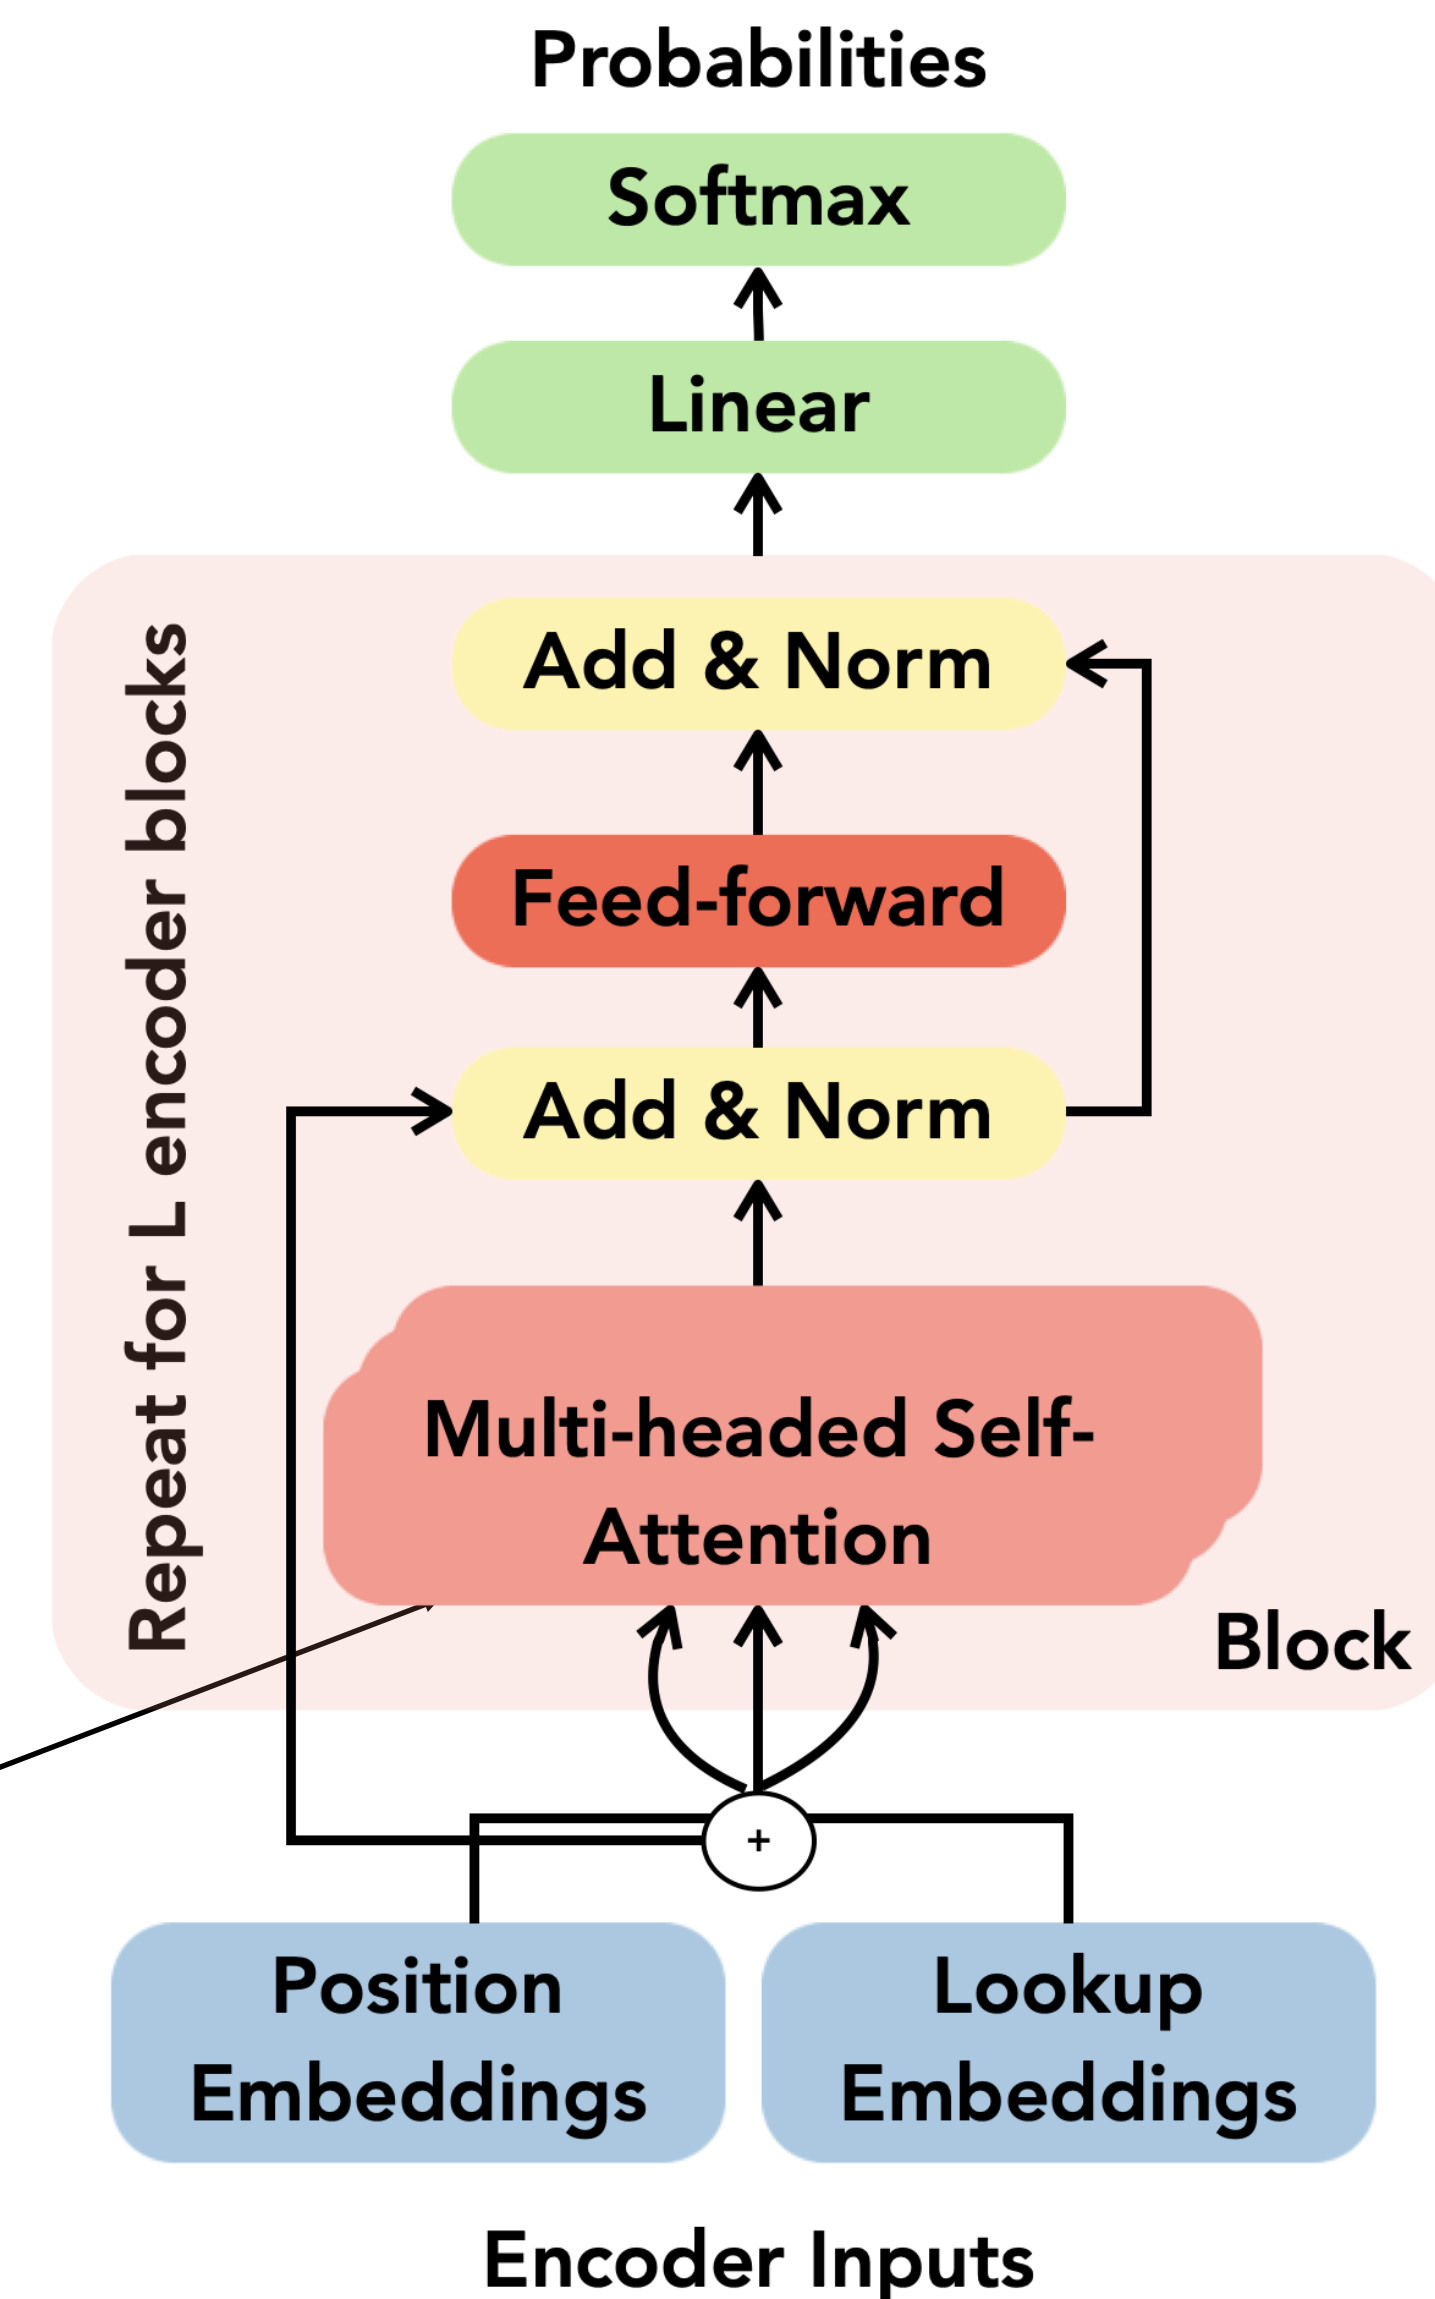 Probabilities
Softmax
Linear
Add & Norm
Feed-forward
Add & Norm
Multi-headed Self-
Attention
Repeat for L encoder blocks
Block
+
Position
Embeddings
Lookup
Embeddings
Encoder Inputs